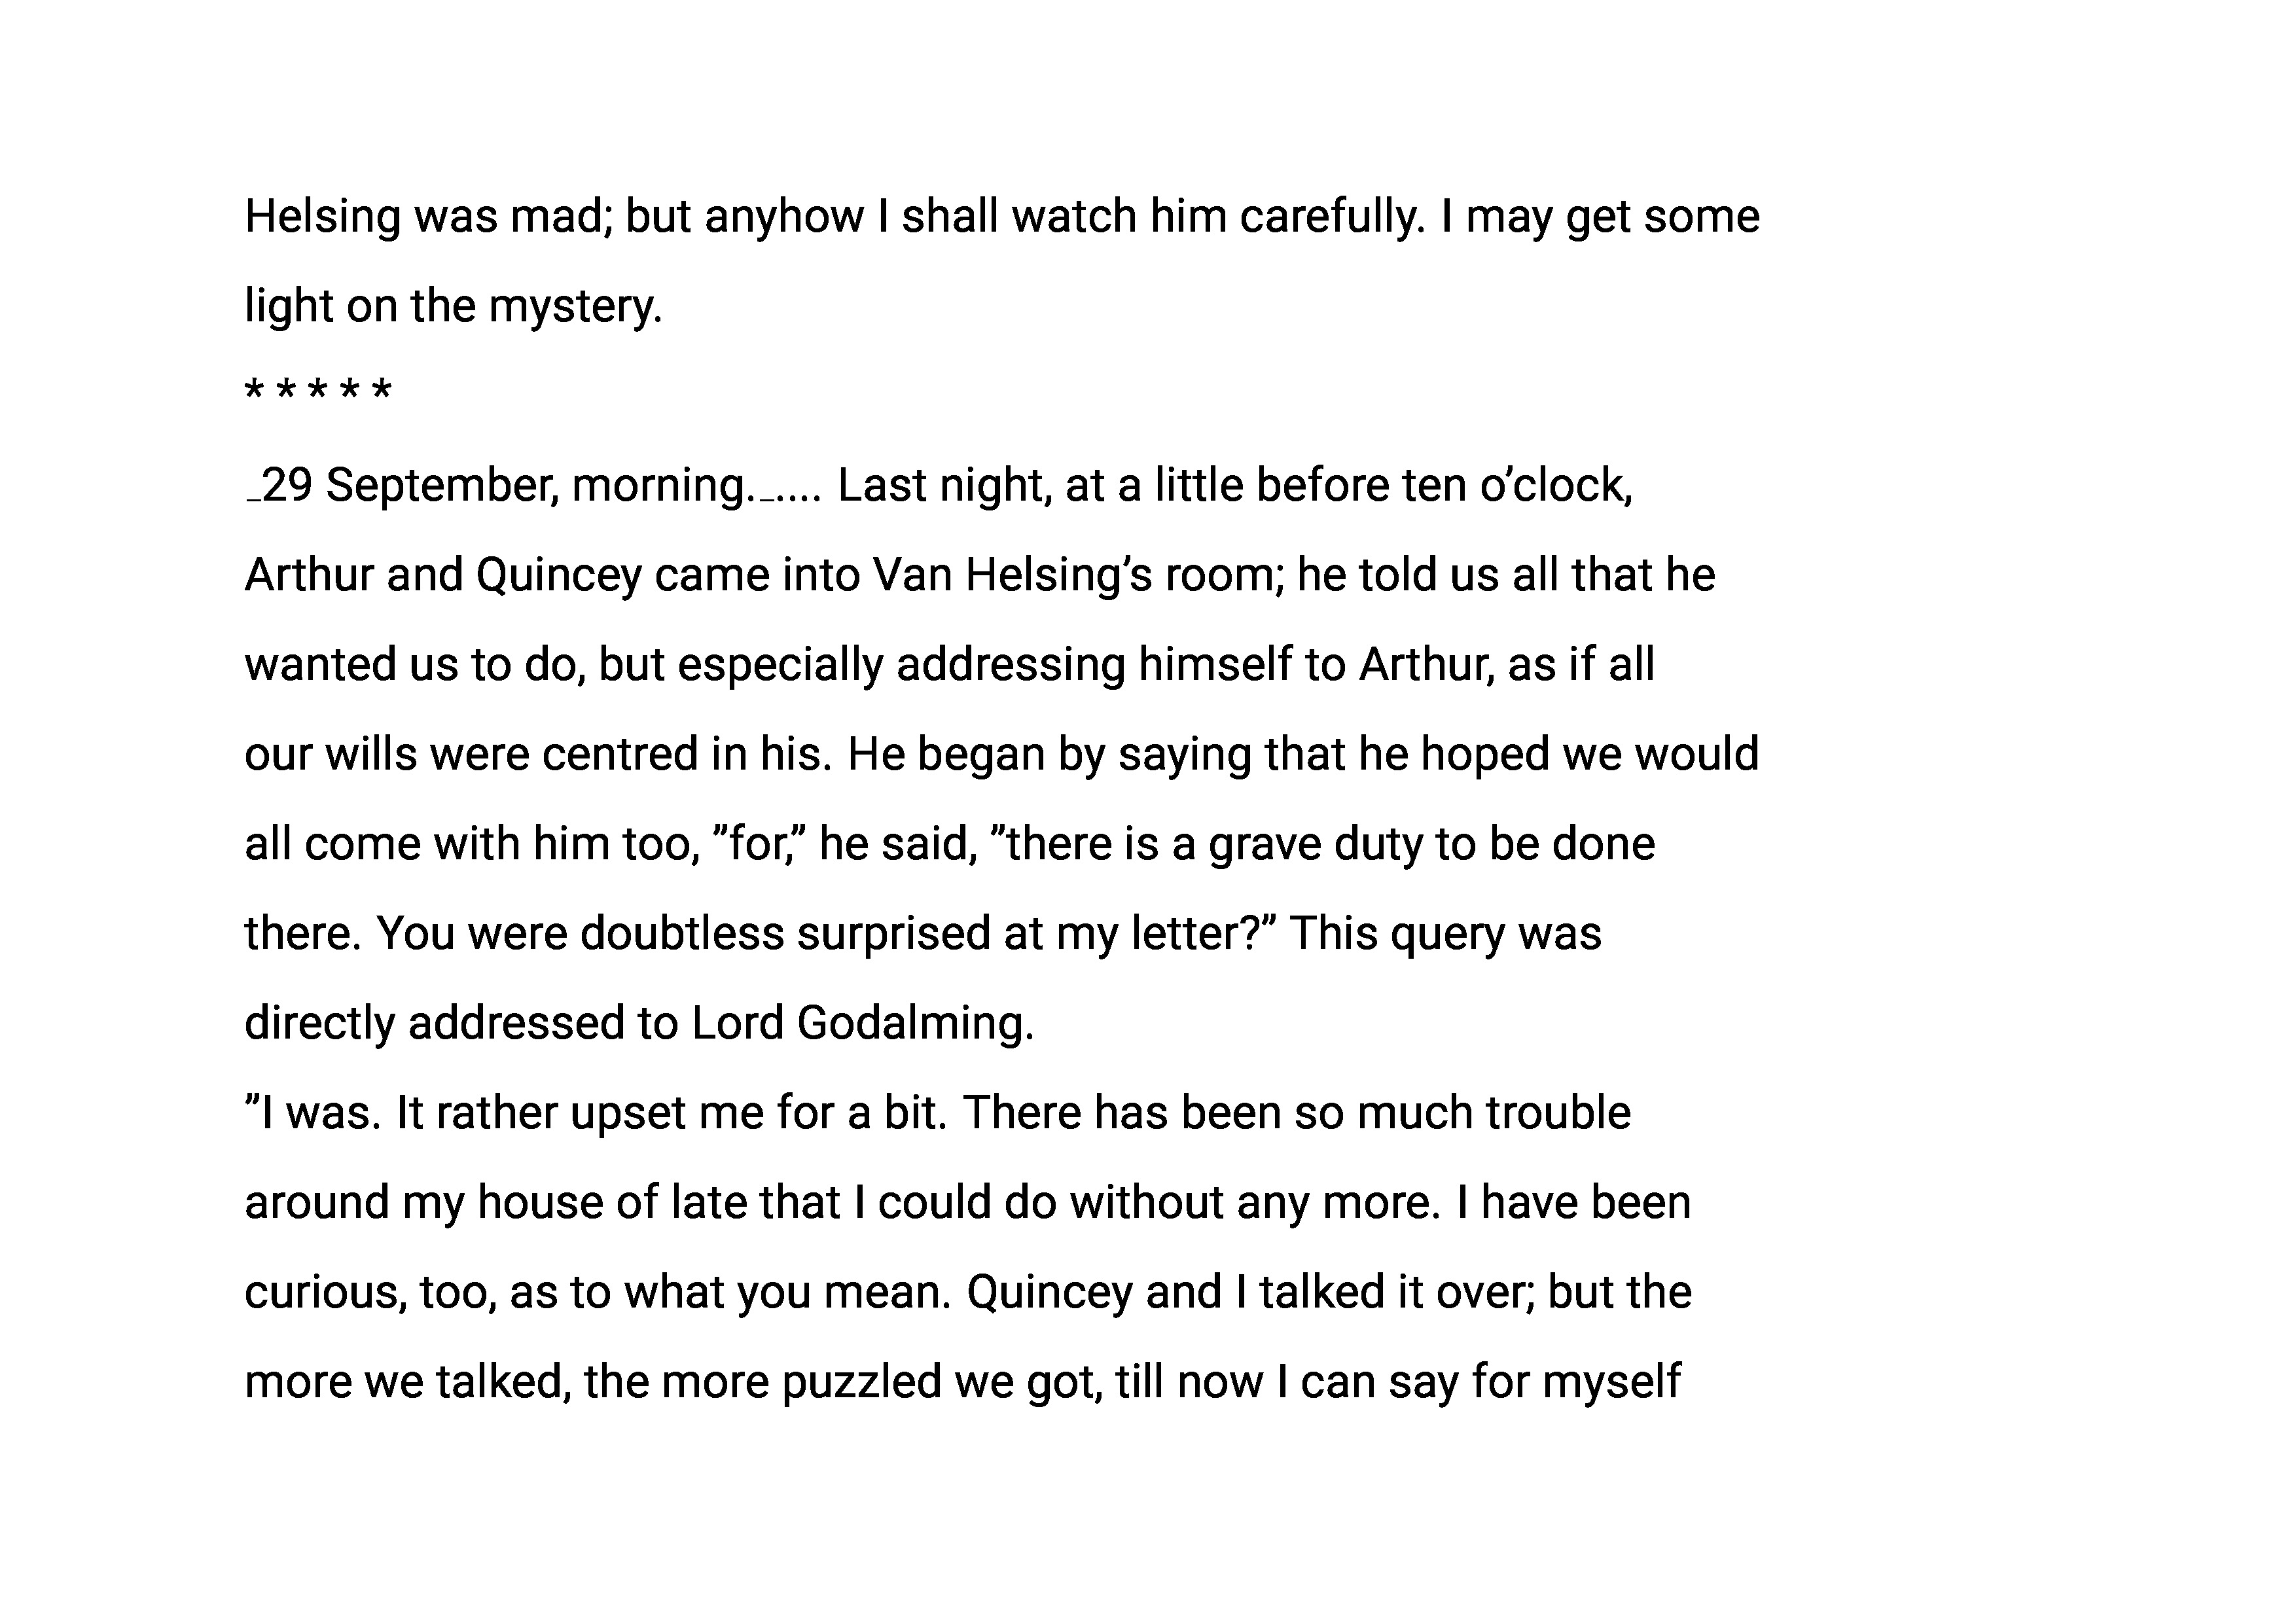 Helsing was mad; but anyhow I shall watch him carefully. I may get some
light on the mystery.
* * * * *
_29 September, morning._.... Last night, at a little before ten o’clock,
Arthur and Quincey came into Van Helsing’s room; he told us all that he
wanted us to do, but especially addressing himself to Arthur, as if all
our wills were centred in his. He began by saying that he hoped we would
all come with him too, ”for,” he said, ”there is a grave duty to be done
there. You were doubtless surprised at my letter?” This query was
directly addressed to Lord Godalming.
”I was. It rather upset me for a bit. There has been so much trouble
around my house of late that I could do without any more. I have been
curious, too, as to what you mean. Quincey and I talked it over; but the
more we talked, the more puzzled we got, till now I can say for myself